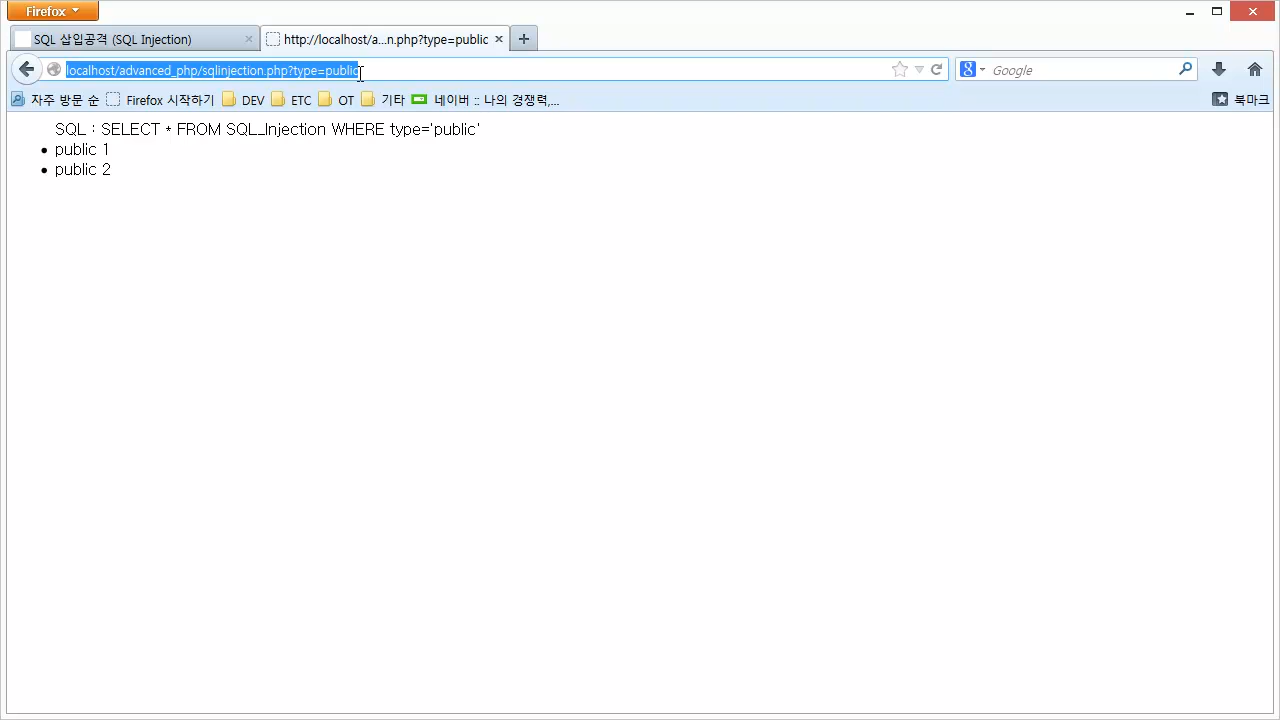 Firefox
SQL 삽입공격 (SQL Injection)
http://localhost/a...n.php?type=public
localhost/advanced_php/sqlinjection.php?type=public
Google
자주 방문 순 Firefox 시작하기 DEV ETC OT 기타 네이버 :: 나의 경쟁력,... 북마크
SQL : SELECT * FROM SQL_Injection WHERE type='public'
public 1
public 2